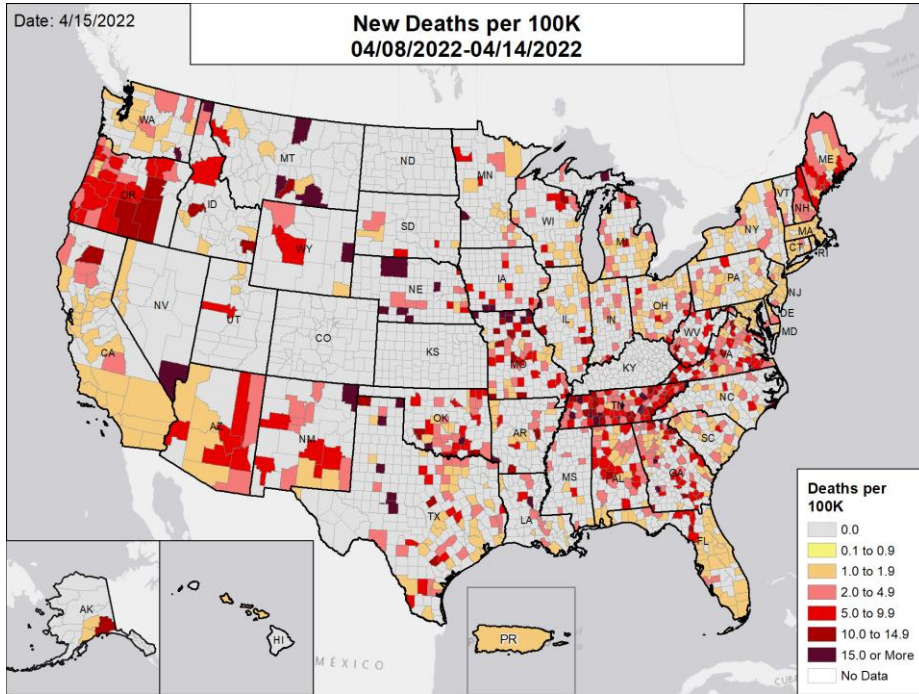 Date: 4/15/2022
New Deaths per 100K
04/08/2022-04/14/2022
WA
MT
ND
MN
ME
OR
ID
SD
WI
VT
NH
WY
MI
NY
MA
CT
RI
NV
UT
NE
IA
PA
NJ
CA
CO
KS
MO
IL
IN
OH
WV
DE
MD
VA
KY
AZ
NM
OK
AR
TN
NC
SC
TX
LA
MS
AL
GA
FL
AK
HI
PR
MÉXICO
Deaths per
100K
0.0
0.1 to 0.9
1.0 to 1.9
2.0 to 4.9
5.0 to 9.9
10.0 to 14.9
15.0 or More
No Data